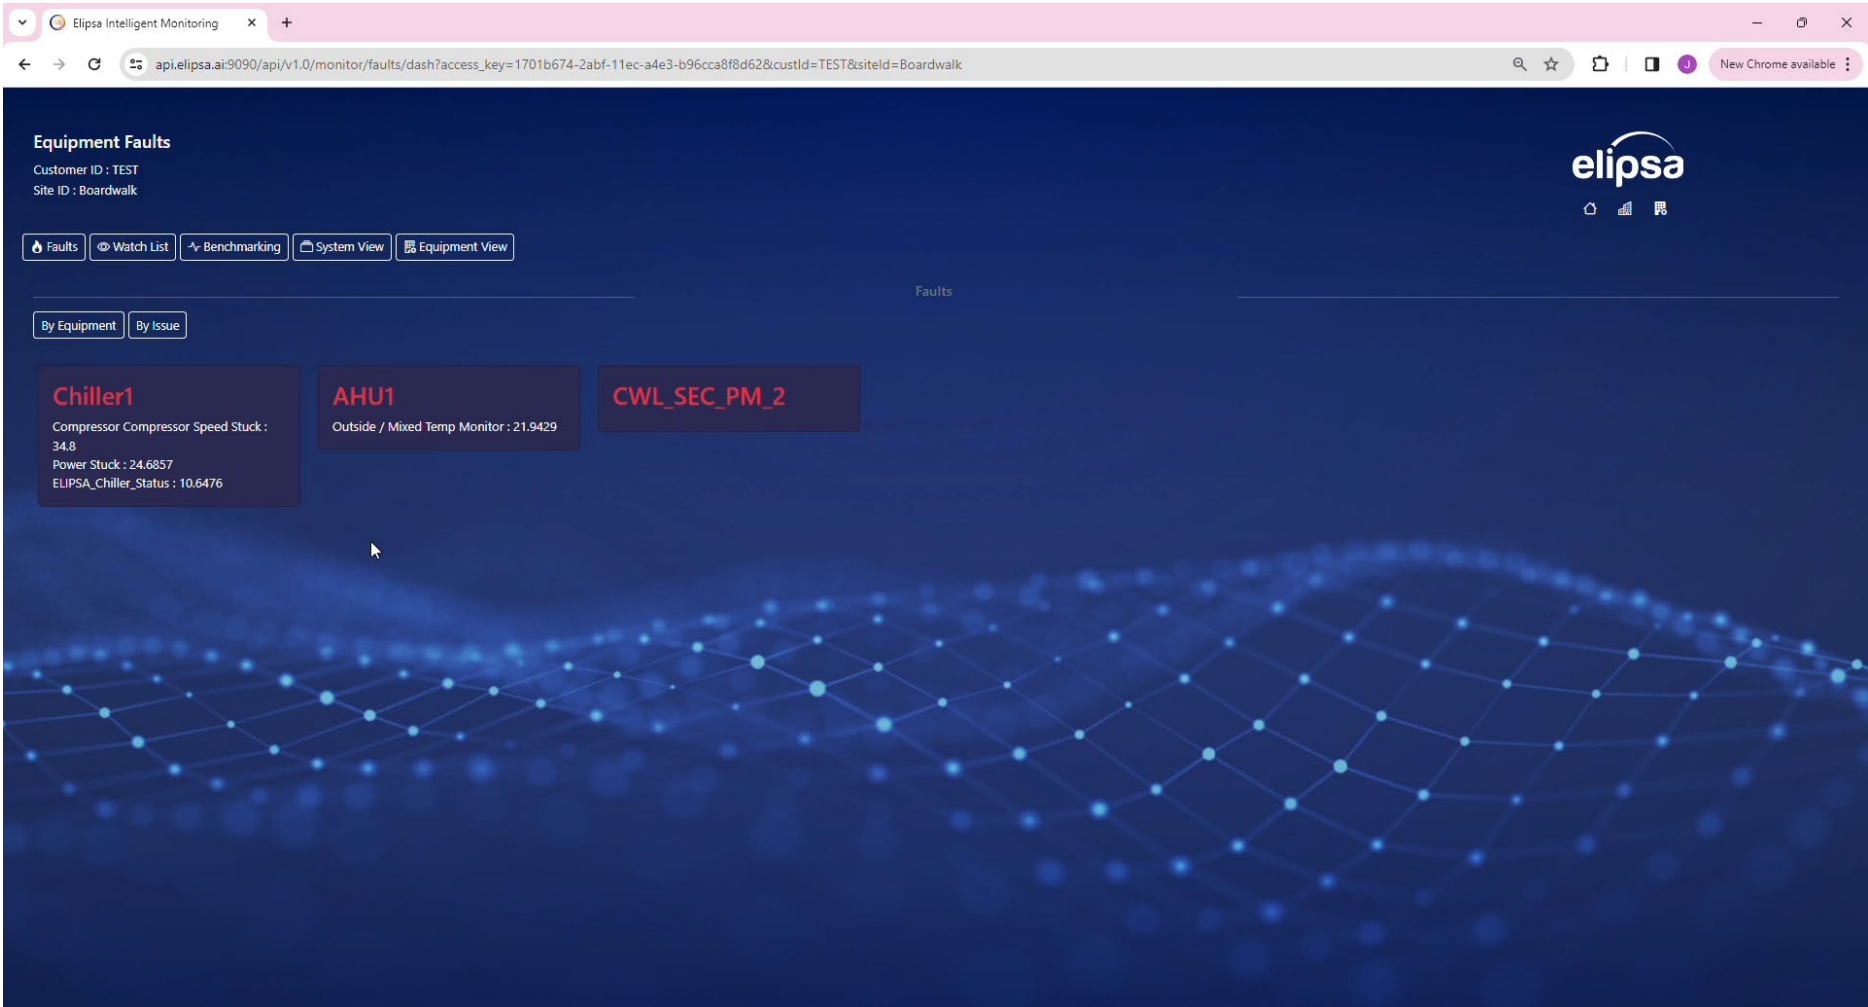 Elipsa Intelligent Monitoring
api.elipsa.ai:9090/api/v1.0/monitor/faults/dash?access_key=1701b674-2abf-11ec-a4e3-b96cca8f8d62&custId=TEST&siteId=Boardwalk
J
New Chrome available
Equipment Faults
Customer ID : TEST
Site ID : Boardwalk
elipsa
Faults
Watch List
Benchmarking
System View
Equipment View
Faults
By Equipment
By Issue
Chiller1
Compressor Compressor Speed Stuck :
34.8
Power Stuck : 24.6857
ELIPSA_Chiller_Status : 10.6476
AHU1
Outside / Mixed Temp Monitor : 21.9429
CWL_SEC_PM_2